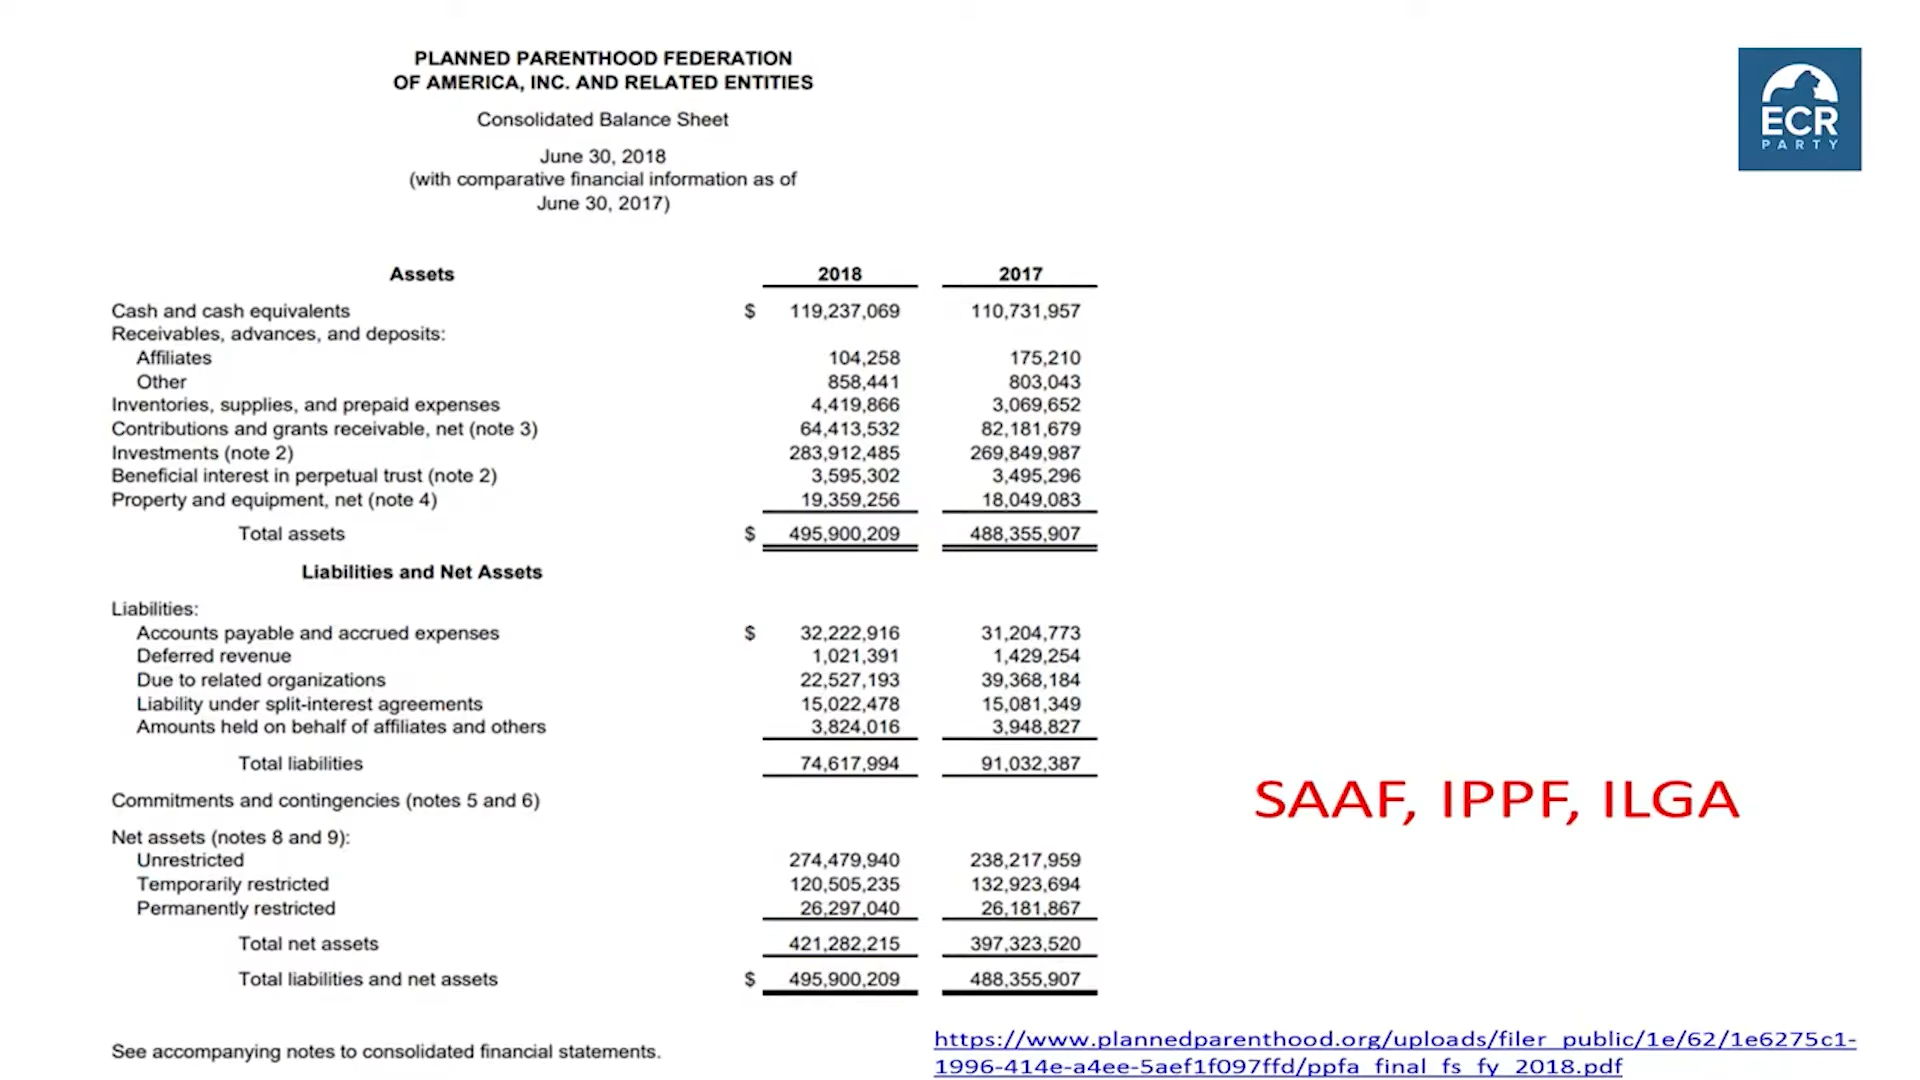 PLANNED PARENTHOOD FEDERATION
OF AMERICA, INC. AND RELATED ENTITIES
Consolidated Balance Sheet
June 30, 2018
(with comparative financial information as of
June 30, 2017)
ECR
PARTY
Assets 2018 2017
Cash and cash equivalents $ 119,237,069 110,731,957
Receivables, advances, and deposits:
Affiliates 104,258 175,210
Other 858,441 803,043
Inventories, supplies, and prepaid expenses 4,419,866 3,069,652
Contributions and grants receivable, net (note 3) 64,413,532 82,181,679
Investments (note 2) 283,912,485 269,849,987
Beneficial interest in perpetual trust (note 2) 3,595,302 3,495,296
Property and equipment, net (note 4) 19,359,256 18,049,083
Total assets $ 495,900,209 488,355,907
Liabilities and Net Assets
Liabilities:
Accounts payable and accrued expenses $ 32,222,916 31,204,773
Deferred revenue 1,021,391 1,429,254
Due to related organizations 22,527,193 39,368,184
Liability under split-interest agreements 15,022,478 15,081,349
Amounts held on behalf of affiliates and others 3,824,016 3,948,827
Total liabilities 74,617,994 91,032,387
Commitments and contingencies (notes 5 and 6)
SAAF, IPPF, ILGA
Net assets (notes 8 and 9):
Unrestricted 274,479,940 238,217,959
Temporarily restricted 120,505,235 132,923,694
Permanently restricted 26,297,040 26,181,867
Total net assets 421,282,215 397,323,520
Total liabilities and net assets $ 495,900,209 488,355,907
See accompanying notes to consolidated financial statements.
https://www.plannedparenthood.org/uploads/filer_public/1e/62/1e6275c1-
1996-414e-a4ee-5aef1f097ffd/ppfa_final_fs_fy_2018.pdf